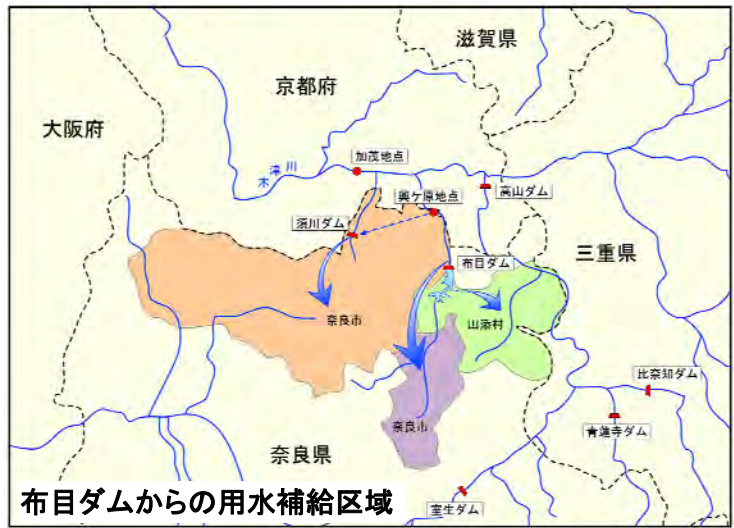 滋賀県
京都府
大阪府
加茂地点
木津川
高山ダム
興ケ原地点
須川ダム
三重県
布目ダム
奈良市
山添村
比奈知ダム
奈良市
青蓮寺ダム
奈良県
室生ダム
布目ダムからの用水補給区域